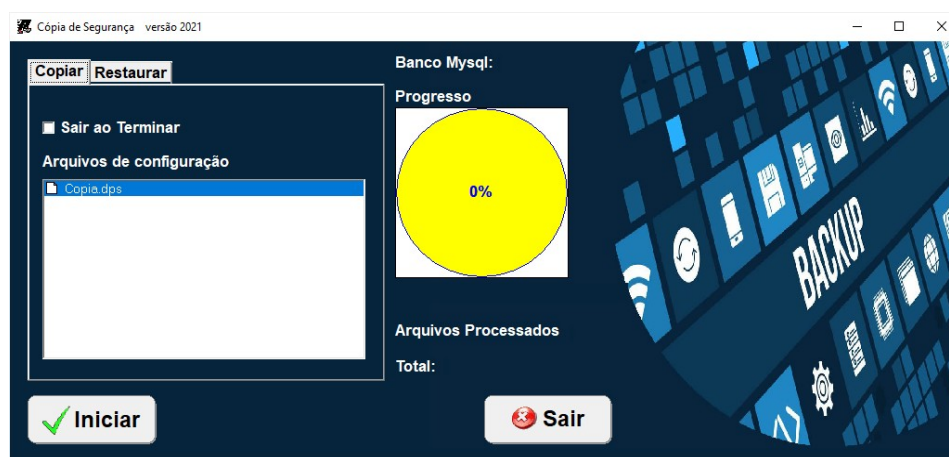 Cópia de Segurança versão 2021
Copiar Restaurar
Sair ao Terminar
Arquivos de configuração
Copia.dps
Banco Mysql:
Progresso
0%
Arquivos Processados
Total:
Iniciar
Sair
BACKUP